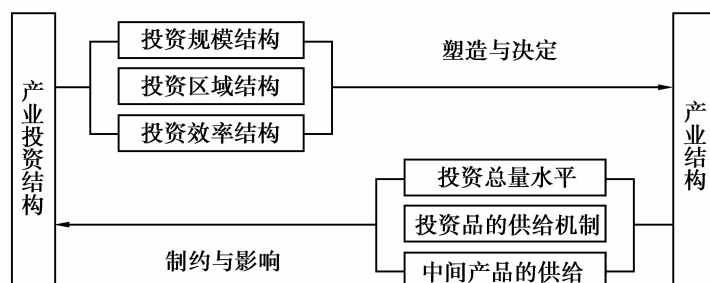 产业投资结构
投资规模结构
投资区域结构
投资效率结构
塑造与决定
产业结构
投资总量水平
投资品的供给机制
中间产品的供给
制约与影响